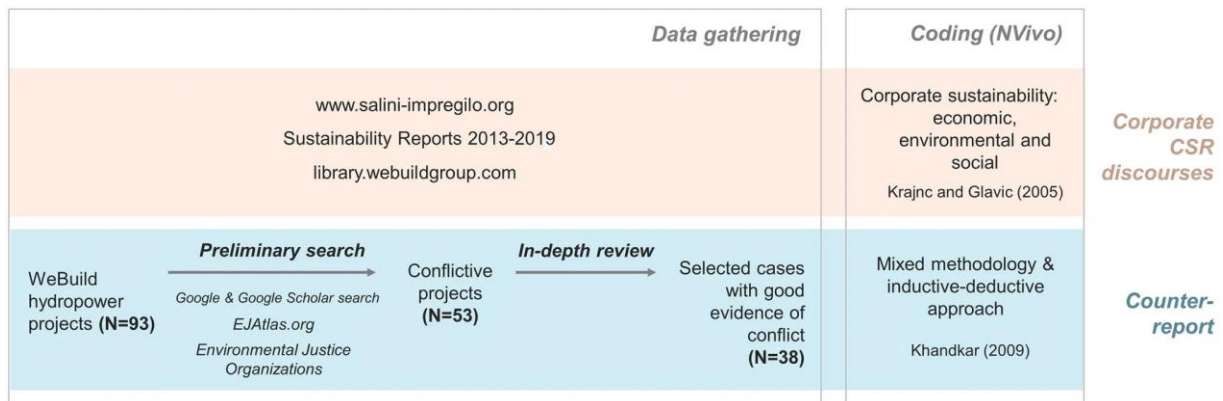 Data gathering
Coding (NVivo)
www.salini-impregilo.org
Sustainability Reports 2013-2019
library.webuildgroup.com
Corporate sustainability:
economic,
environmental and
social
Krajnc and Glavic (2005)
Corporate
CSR
discourses
WeBuild
hydropower
projects (N=93)
Preliminary search
Google & Google Scholar search
EJAtlas.org
Environmental Justice
Organizations
Conflictive
projects
(N=53)
In-depth review
Selected cases
with good
evidence of
conflict
(N=38)
Mixed methodology &
inductive-deductive
approach
Khandkar (2009)
Counter-
report